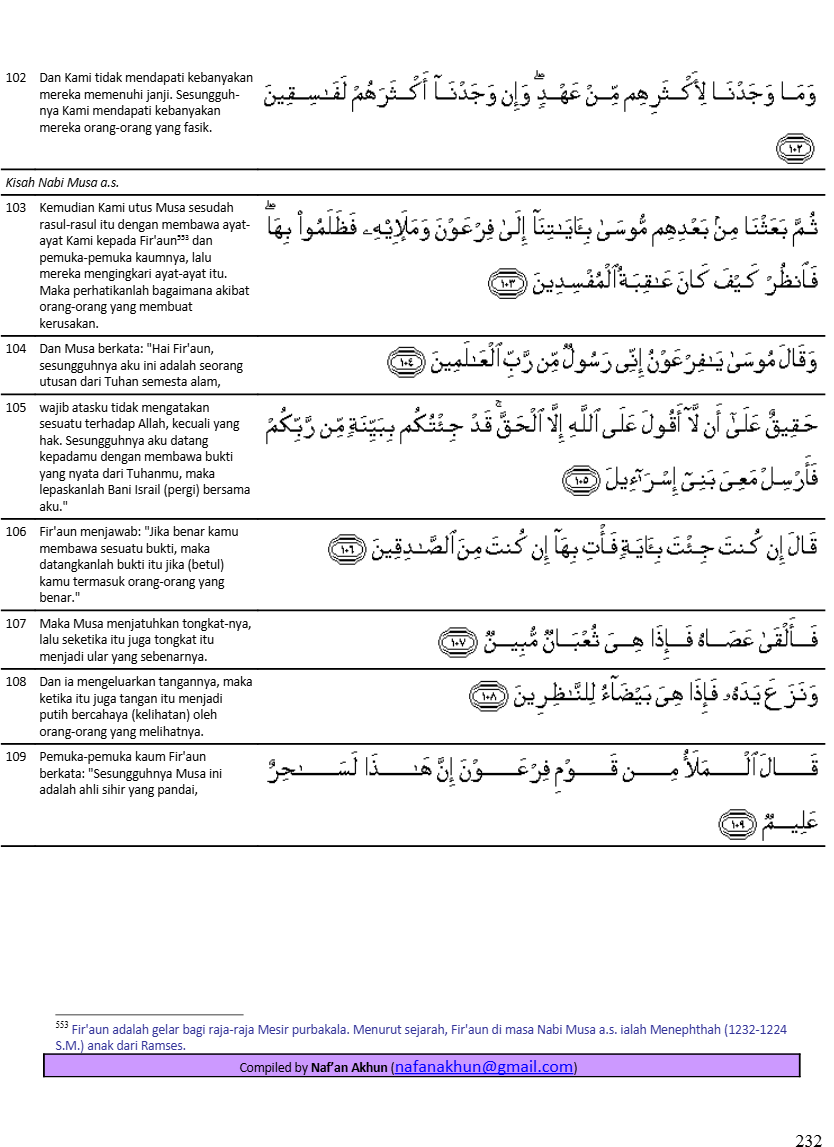 102 Dan Kami tidak mendapati kebanyakan
mereka memenuhi janji. Sesungguh-
nya Kami mendapati kebanyakan
mereka orang-orang yang fasik.
وَمَا وَجَدْنَا لِأَكْثَرِهِم مِّنْ عَهْدٍ ۖ وَإِن وَجَدْنَآ أَكْثَرَهُمْ لَفَـٰسِقِينَ
﴿١٠٢﴾
Kisah Nabi Musa a.s.
103 Kemudian Kami utus Musa sesudah
rasul-rasul itu dengan membawa ayat-
ayat Kami kepada Fir'aun⁵⁵³ dan
pemuka-pemuka kaumnya, lalu
mereka mengingkari ayat-ayat itu.
Maka perhatikanlah bagaimana akibat
orang-orang yang membuat
kerusakan.
ثُمَّ بَعَثْنَا مِنۢ بَعْدِهِم مُّوسَىٰ بِـَٔايَـٰتِنَآ إِلَىٰ فِرْعَوْنَ وَمَلَإِيْهِۦ فَظَلَمُوا۟ بِهَا ۖ
فَٱنظُرْ كَيْفَ كَانَ عَـٰقِبَةُ ٱلْمُفْسِدِينَ ﴿١٠٣﴾
104 Dan Musa berkata: "Hai Fir'aun,
sesungguhnya aku ini adalah seorang
utusan dari Tuhan semesta alam,
وَقَالَ مُوسَىٰ يَـٰفِرْعَوْنُ إِنِّى رَسُولٌ مِّن رَّبِّ ٱلْعَـٰلَمِينَ ﴿١٠٤﴾
105 wajib atasku tidak mengatakan
sesuatu terhadap Allah, kecuali yang
hak. Sesungguhnya aku datang
kepadamu dengan membawa bukti
yang nyata dari Tuhanmu, maka
lepaskanlah Bani Israil (pergi) bersama
aku."
حَقِيقٌ عَلَىٰٓ أَن لَّآ أَقُولَ عَلَى ٱللَّهِ إِلَّا ٱلْحَقَّ ۚ قَدْ جِئْتُكُم بِبَيِّنَةٍ مِّن رَّبِّكُمْ
فَأَرْسِلْ مَعِىَ بَنِىٓ إِسْرَٰٓءِيلَ ﴿١٠٥﴾
106 Fir'aun menjawab: "Jika benar kamu
membawa sesuatu bukti, maka
datangkanlah bukti itu jika (betul)
kamu termasuk orang-orang yang
benar."
قَالَ إِن كُنتَ جِئْتَ بِـَٔايَةٍ فَأْتِ بِهَآ إِن كُنتَ مِنَ ٱلصَّـٰدِقِينَ ﴿١٠٦﴾
107 Maka Musa menjatuhkan tongkat-nya,
lalu seketika itu juga tongkat itu
menjadi ular yang sebenarnya.
فَأَلْقَىٰ عَصَاهُ فَإِذَا هِىَ ثُعْبَانٌ مُّبِينٌ ﴿١٠٧﴾
108 Dan ia mengeluarkan tangannya, maka
ketika itu juga tangan itu menjadi
putih bercahaya (kelihatan) oleh
orang-orang yang melihatnya.
وَنَزَعَ يَدَهُۥ فَإِذَا هِىَ بَيْضَآءُ لِلنَّـٰظِرِينَ ﴿١٠٨﴾
109 Pemuka-pemuka kaum Fir'aun
berkata: "Sesungguhnya Musa ini
adalah ahli sihir yang pandai,
قَالَ ٱلْمَلَأُ مِن قَوْمِ فِرْعَوْنَ إِنَّ هَـٰذَا لَسَـٰحِرٌ
عَلِيمٌ ﴿١٠٩﴾
⁵⁵³ Fir'aun adalah gelar bagi raja-raja Mesir purbakala. Menurut sejarah, Fir'aun di masa Nabi Musa a.s. ialah Menephthah (1232-1224
S.M.) anak dari Ramses.
Compiled by Naf'an Akhun (nafanakhun@gmail.com)
232